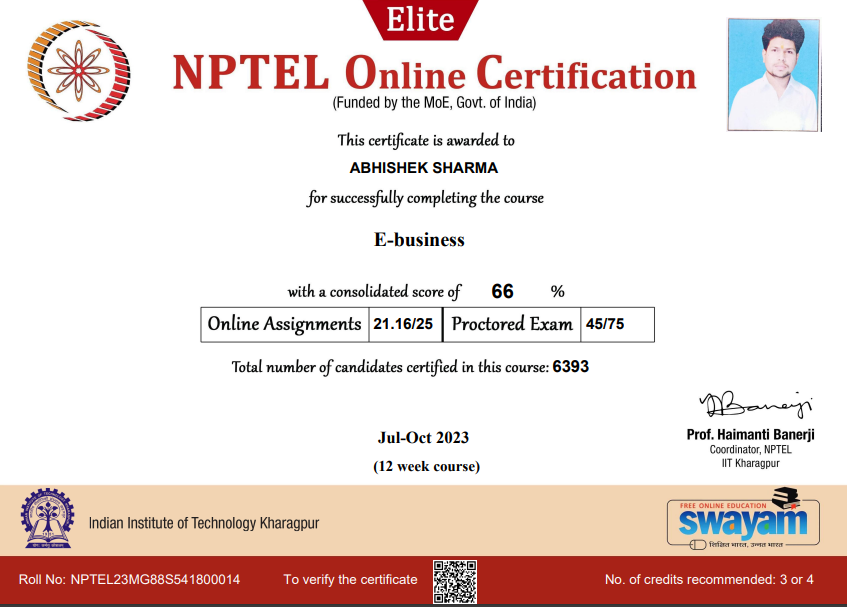 Elite
NPTEL Online Certification
(Funded by the MoE, Govt. of India)
This certificate is awarded to
ABHISHEK SHARMA
for successfully completing the course
E-business
with a consolidated score of 66 %
Online Assignments 21.16/25 Proctored Exam 45/75
Total number of candidates certified in this course: 6393
Jul-Oct 2023
(12 week course)
Prof. Haimanti Banerji
Coordinator, NPTEL
IIT Kharagpur
Indian Institute of Technology Kharagpur
FREE ONLINE EDUCATION
swayam
शिक्षित भारत, उन्नत भारत
Roll No: NPTEL23MG88S541800014 To verify the certificate No. of credits recommended: 3 or 4